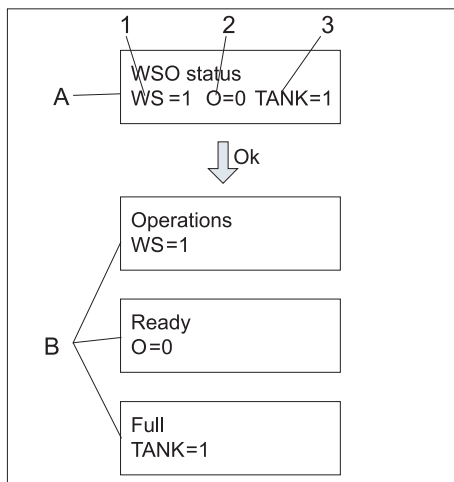 1 2 3
WSO status
A
WS =1 O=0 TANK=1
Ok
Operations
WS=1
Ready
B
O=0
Full
TANK=1